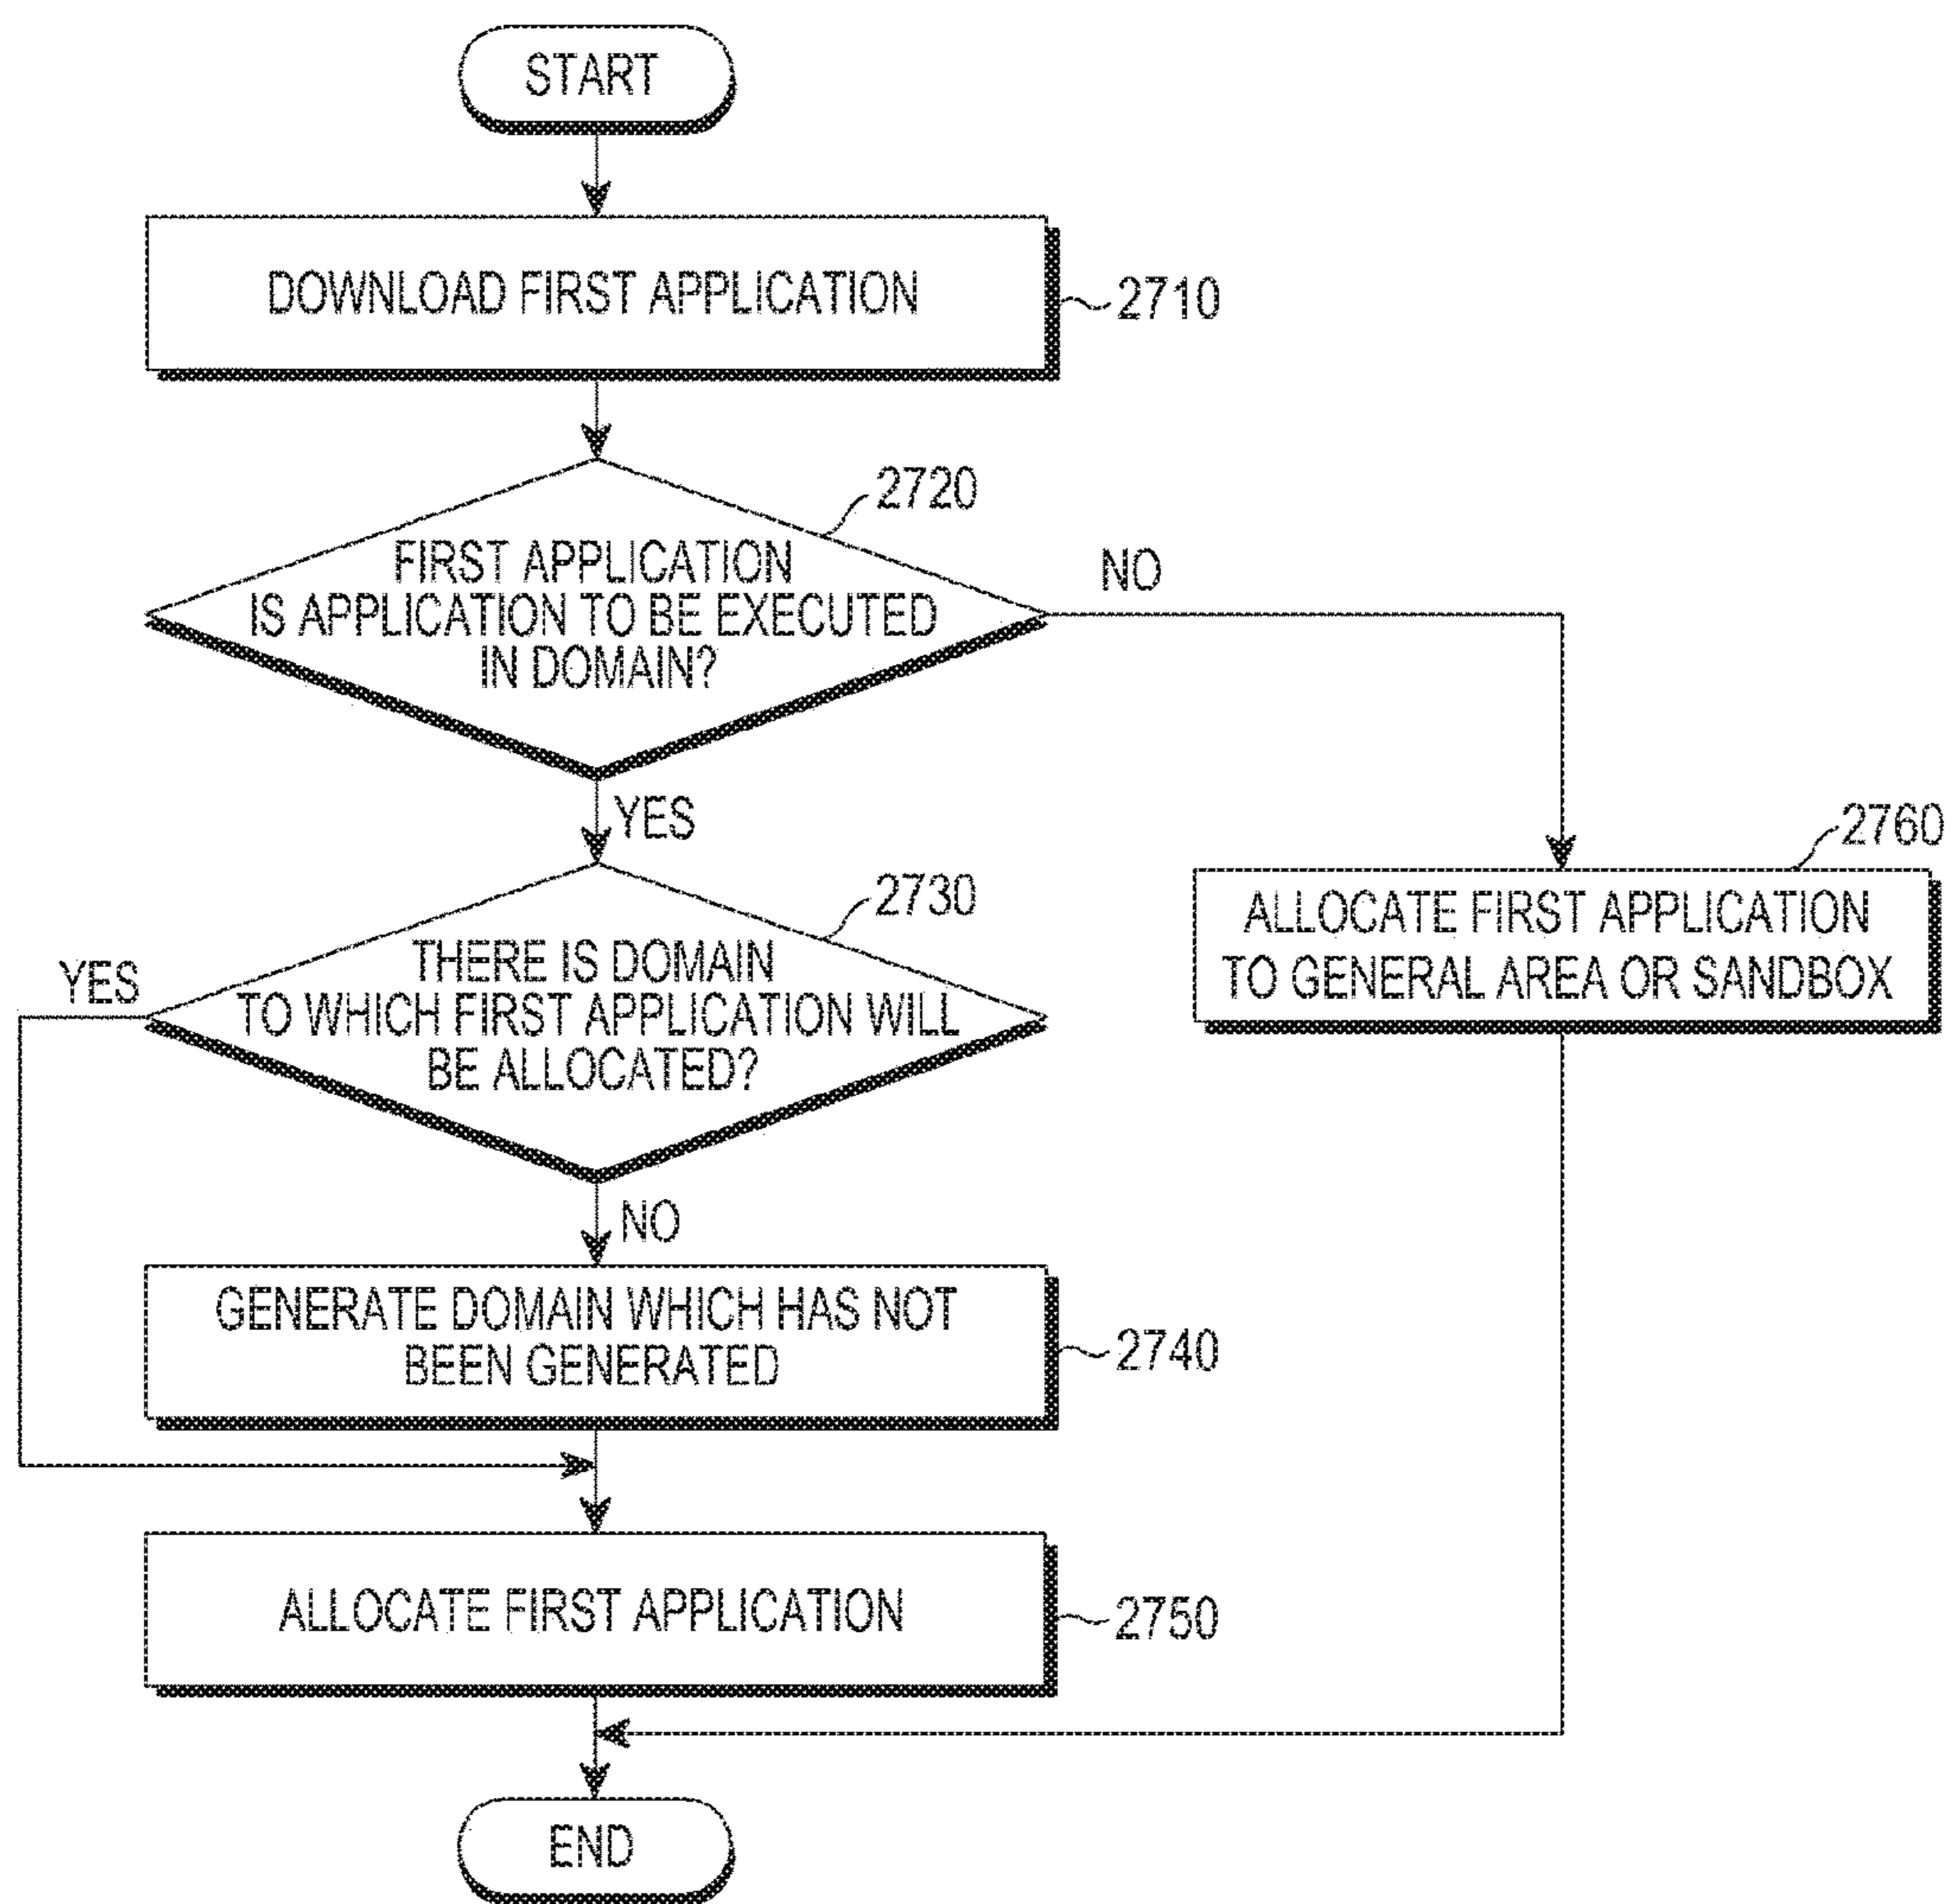 START
DOWNLOAD FIRST APPLICATION
2710
2720
FIRST APPLICATION
IS APPLICATION TO BE EXECUTED
IN DOMAIN?
NO
YES
2760
ALLOCATE FIRST APPLICATION
TO GENERAL AREA OR SANDBOX
2730
THERE IS DOMAIN
TO WHICH FIRST APPLICATION WILL
BE ALLOCATED?
YES
NO
GENERATE DOMAIN WHICH HAS NOT
BEEN GENERATED
2740
ALLOCATE FIRST APPLICATION
2750
END